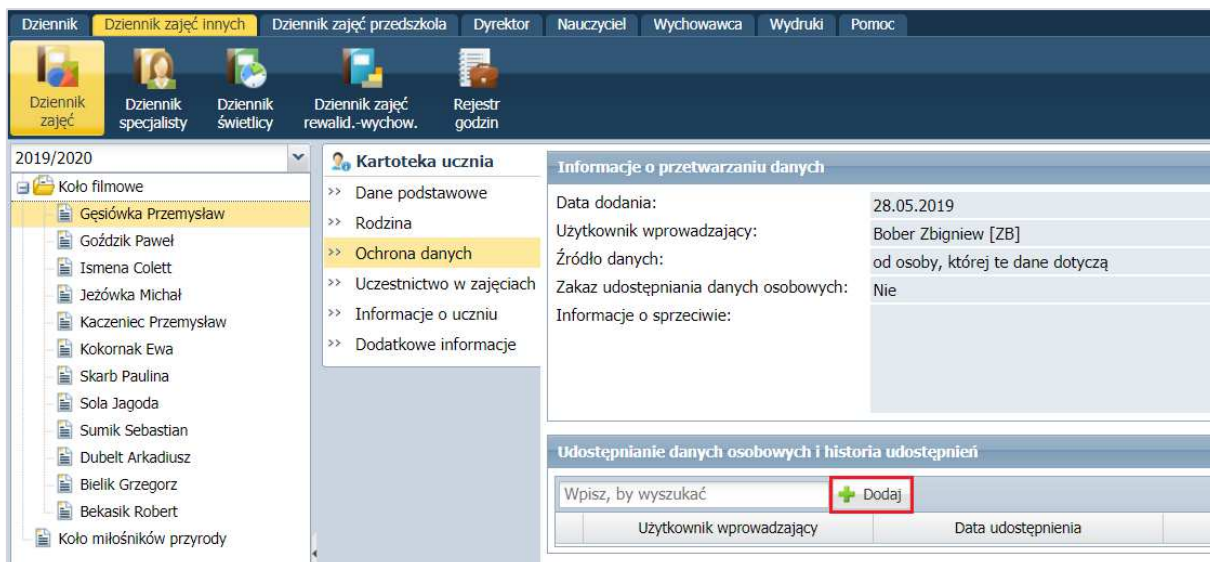 Dziennik Dziennik zajęć innych Dziennik zajęć przedszkola Dyrektor Nauczyciel Wychowawca Wydruki Pomoc
Dziennik zajęć
Dziennik specjalisty
Dziennik świetlicy
Dziennik zajęć rewalid.-wychow.
Rejestr godzin
2019/2020
Koło filmowe
Gęsiówka Przemysław
Goździk Paweł
Ismena Colett
Jeżówka Michał
Kaczeniec Przemysław
Kokornak Ewa
Skarb Paulina
Sola Jagoda
Sumik Sebastian
Dubelt Arkadiusz
Bielik Grzegorz
Bekasik Robert
Koło miłośników przyrody
Kartoteka ucznia
>> Dane podstawowe
>> Rodzina
>> Ochrona danych
>> Uczestnictwo w zajęciach
>> Informacje o uczniu
>> Dodatkowe informacje
Informacje o przetwarzaniu danych
Data dodania: 28.05.2019
Użytkownik wprowadzający: Bober Zbigniew [ZB]
Źródło danych: od osoby, której te dane dotyczą
Zakaz udostępniania danych osobowych: Nie
Informacje o sprzeciwie:
Udostępnianie danych osobowych i historia udostępnień
Wpisz, by wyszukać Dodaj
Użytkownik wprowadzający Data udostępnienia